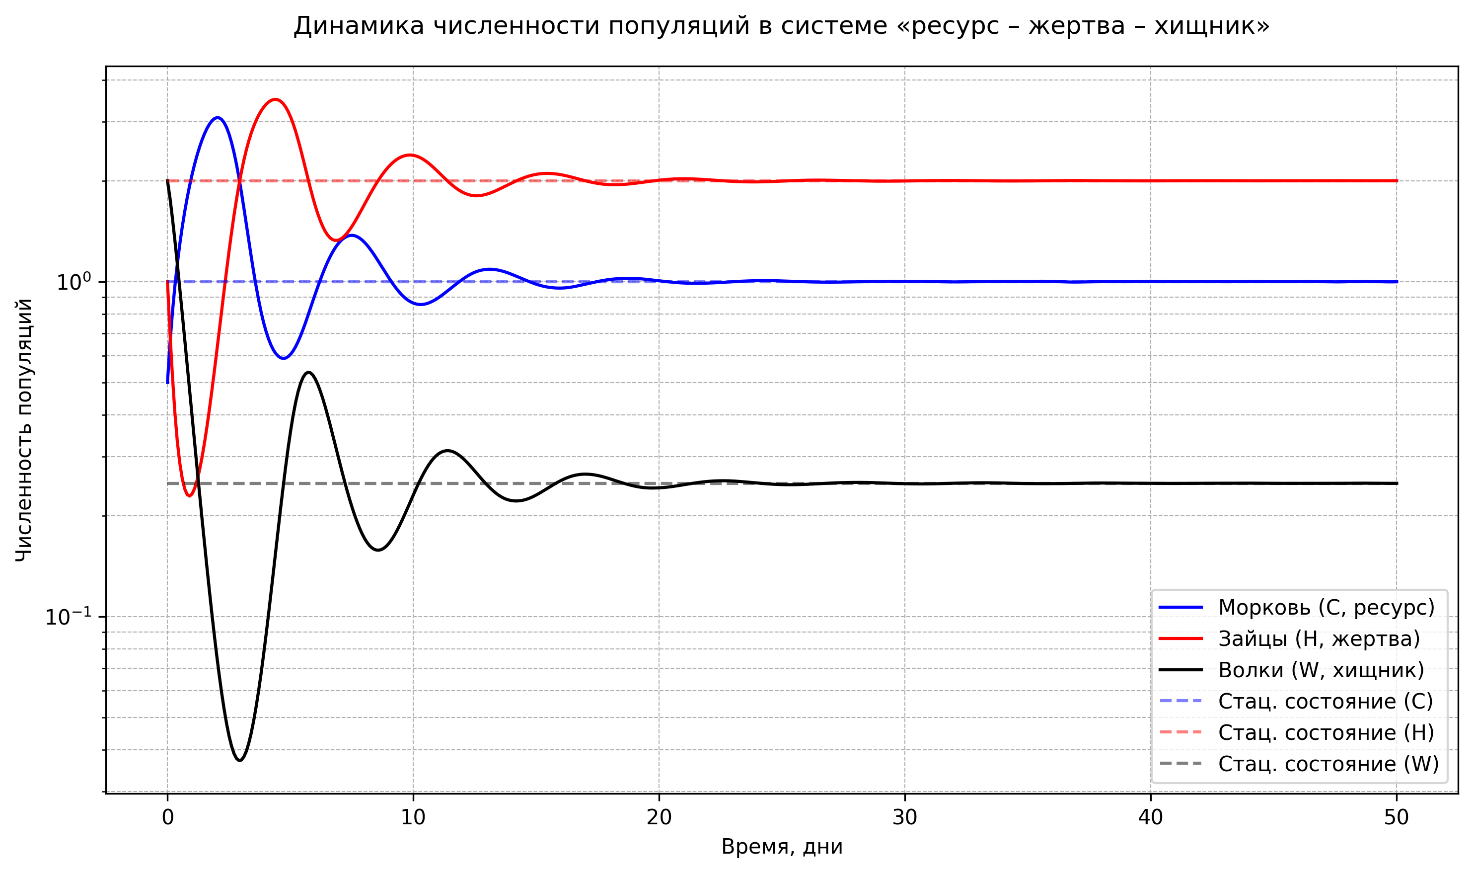 Динамика численности популяций в системе «ресурс – жертва – хищник»
Численность популяций
10⁰
10⁻¹
0 10 20 30 40 50
Время, дни
Морковь (C, ресурс)
Зайцы (H, жертва)
Волки (W, хищник)
Стац. состояние (C)
Стац. состояние (H)
Стац. состояние (W)